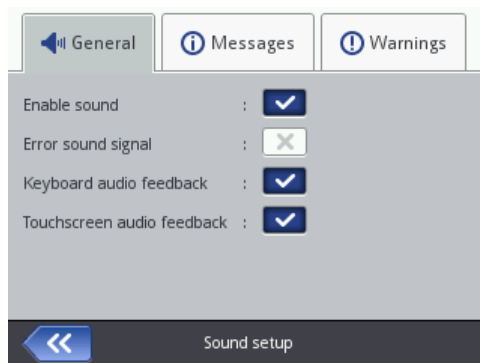 General
Messages
Warnings
Enable sound :
Error sound signal :
Keyboard audio feedback :
Touchscreen audio feedback :
Sound setup